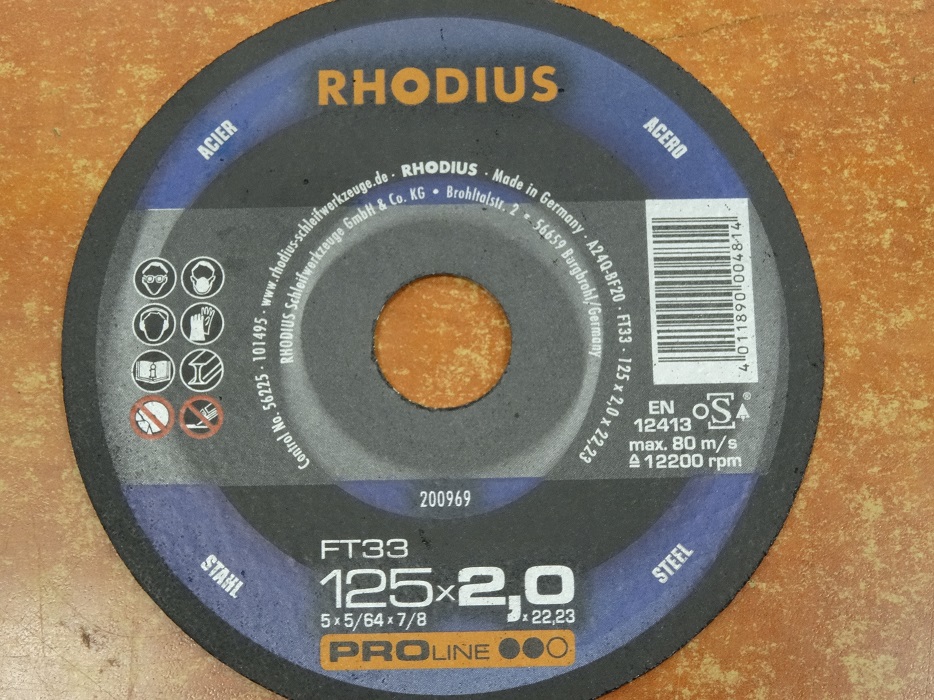 RHODIUS
ACIER
ACERO
Control No. 56225 · 101495 · www.rhodius-schleifwerkzeuge.de · RHODIUS · Made in Germany · A24Q-BF20 · FT33 · 125 x 2,0 x 22,23
RHODIUS Schleifwerkzeuge GmbH & Co. KG • Brohltalstr. 2 • 56659 Burgbrohl/Germany
4 011890 004814
EN
12413
oSa
®
max. 80 m/s
12200 rpm
200969
STAHL
STEEL
FT33
125 x 2,0
5 x 5/64 x 7/8
x 22,23
PROLINE